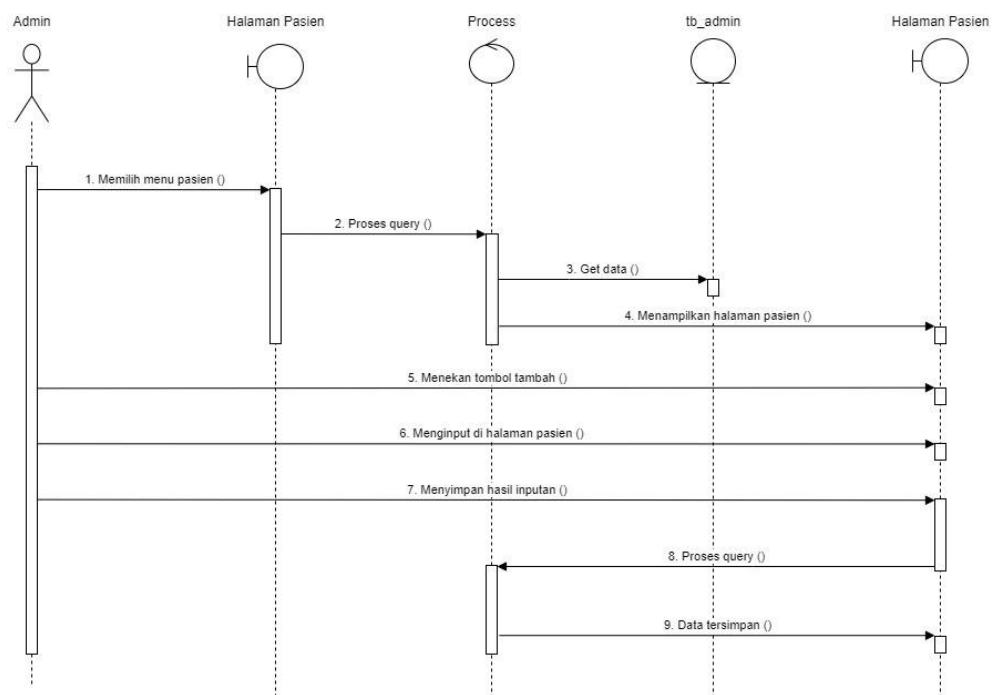 Admin
Halaman Pasien
Process
tb_admin
Halaman Pasien
1. Memilih menu pasien ()
2. Proses query ()
3. Get data ()
4. Menampilkan halaman pasien ()
5. Menekan tombol tambah ()
6. Menginput di halaman pasien ()
7. Menyimpan hasil inputan ()
8. Proses query ()
9. Data tersimpan ()